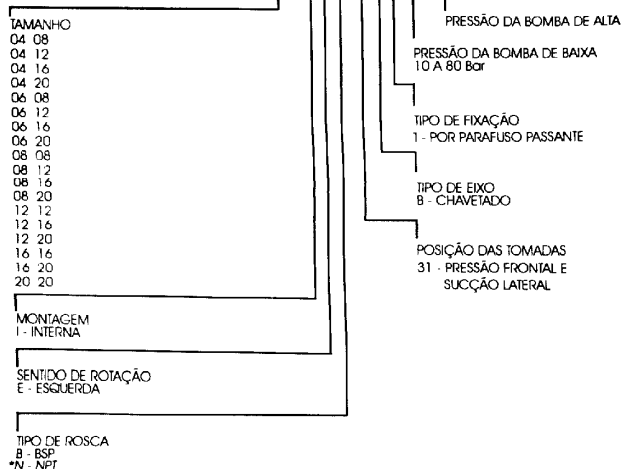 TAMANHO
04 08
04 12
04 16
04 20
06 08
06 12
06 16
06 20
08 08
08 12
08 16
08 20
12 12
12 16
12 20
16 16
16 20
20 20
MONTAGEM
I - INTERNA
SENTIDO DE ROTAÇÃO
E - ESQUERDA
TIPO DE ROSCA
B - BSP
*N - NPT
PRESSÃO DA BOMBA DE ALTA
PRESSÃO DA BOMBA DE BAIXA
10 A 80 Bar
TIPO DE FIXAÇÃO
1 - POR PARAFUSO PASSANTE
TIPO DE EIXO
B - CHAVETADO
POSIÇÃO DAS TOMADAS
31 - PRESSÃO FRONTAL E
SUCÇÃO LATERAL